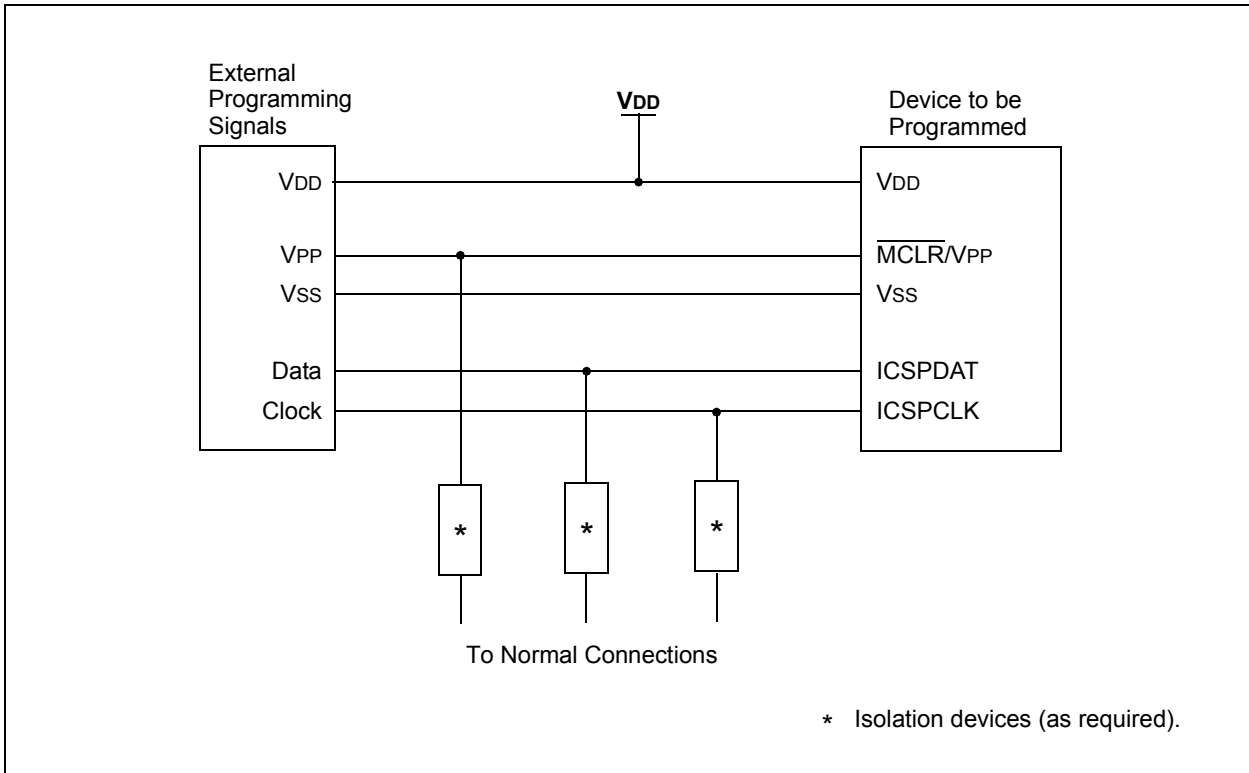 External
Programming
Signals
VDD
Device to be
Programmed
VDD
VDD
VPP
MCLR/VPP
VSS
VSS
Data
ICSPDAT
Clock
ICSPCLK
*
*
*
To Normal Connections
* Isolation devices (as required).